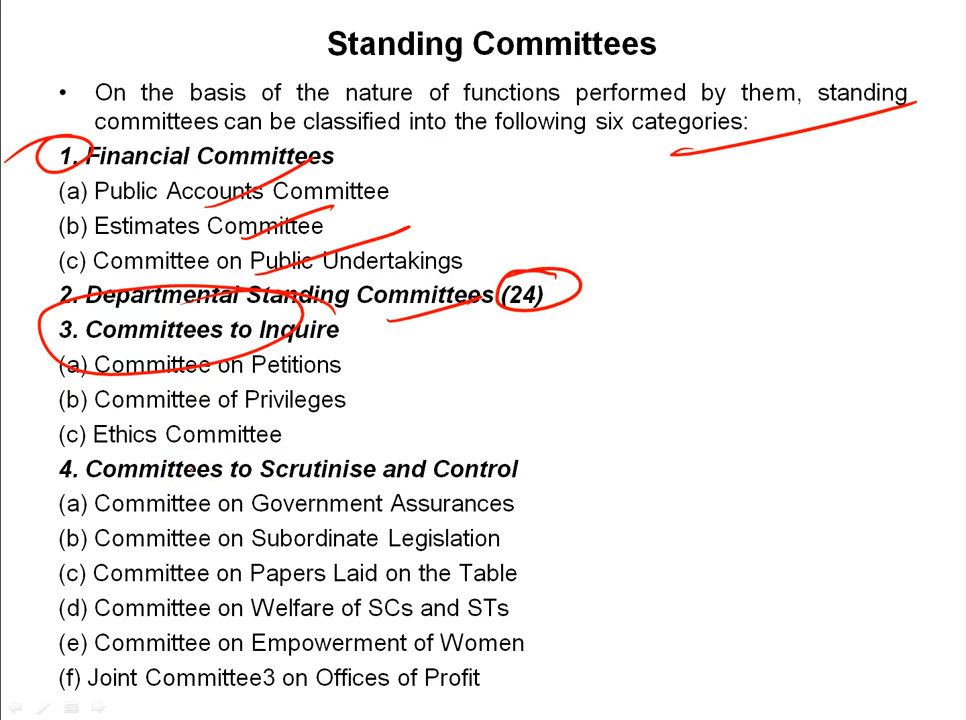 Standing Committees
• On the basis of the nature of functions performed by them, standing
committees can be classified into the following six categories:
1. Financial Committees
(a) Public Accounts Committee
(b) Estimates Committee
(c) Committee on Public Undertakings
2. Departmental Standing Committees (24)
3. Committees to Inquire
(a) Committee on Petitions
(b) Committee of Privileges
(c) Ethics Committee
4. Committees to Scrutinise and Control
(a) Committee on Government Assurances
(b) Committee on Subordinate Legislation
(c) Committee on Papers Laid on the Table
(d) Committee on Welfare of SCs and STs
(e) Committee on Empowerment of Women
(f) Joint Committee3 on Offices of Profit